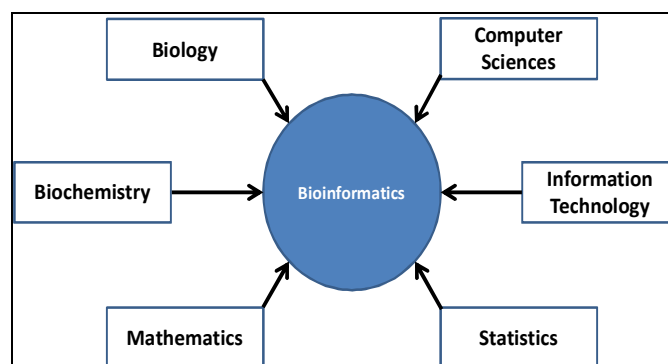 Biology
Computer
Sciences
Biochemistry
Bioinformatics
Information
Technology
Mathematics
Statistics